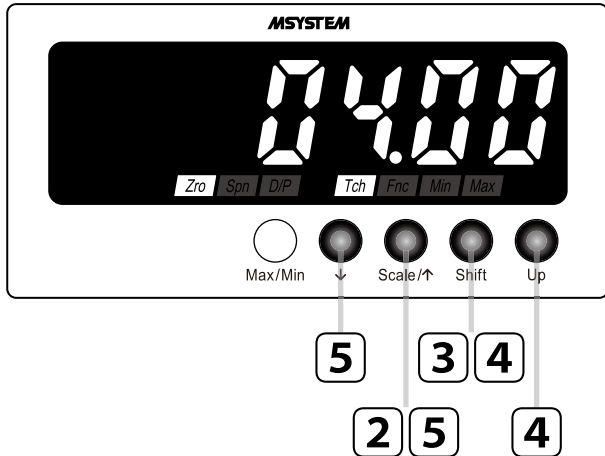 MSYSTEM
04.00
Zro Spn D/P Tch Fnc Min Max
Max/Min ↓ Scale/↑ Shift Up
5 3 4
2 5 4